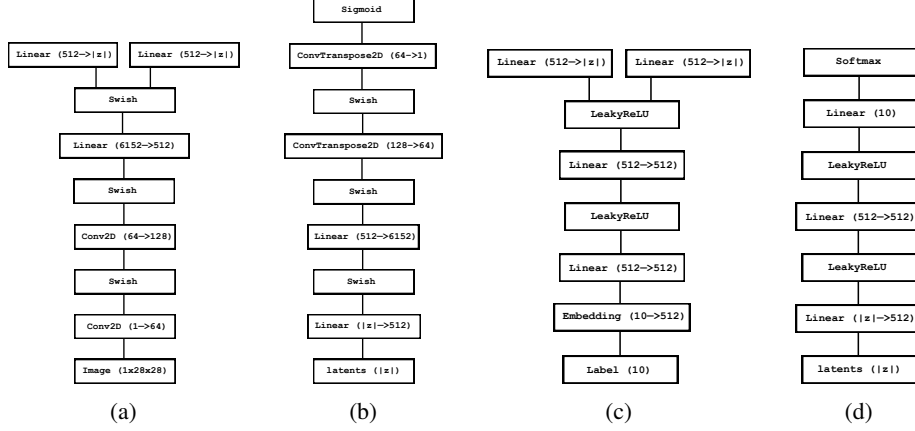 Linear (512—>|z|)
Linear (512—>|z|)
Swish
Linear (6152—>512)
Swish
Conv2D (64—>128)
Swish
Conv2D (1—>64)
Image (1x28x28)
(a)
Sigmoid
ConvTranspose2D (64->1)
Swish
ConvTranspose2D (128->64)
Swish
Linear (512—>6152)
Swish
Linear (|z|—>512)
latents (|z|)
(b)
Linear (512—>|z|)
Linear (512—>|z|)
LeakyReLU
Linear (512—>512)
LeakyReLU
Linear (512—>512)
Embedding (10—>512)
Label (10)
(c)
Softmax
Linear (10)
LeakyReLU
Linear (512—>512)
LeakyReLU
Linear (|z|—>512)
latents (|z|)
(d)